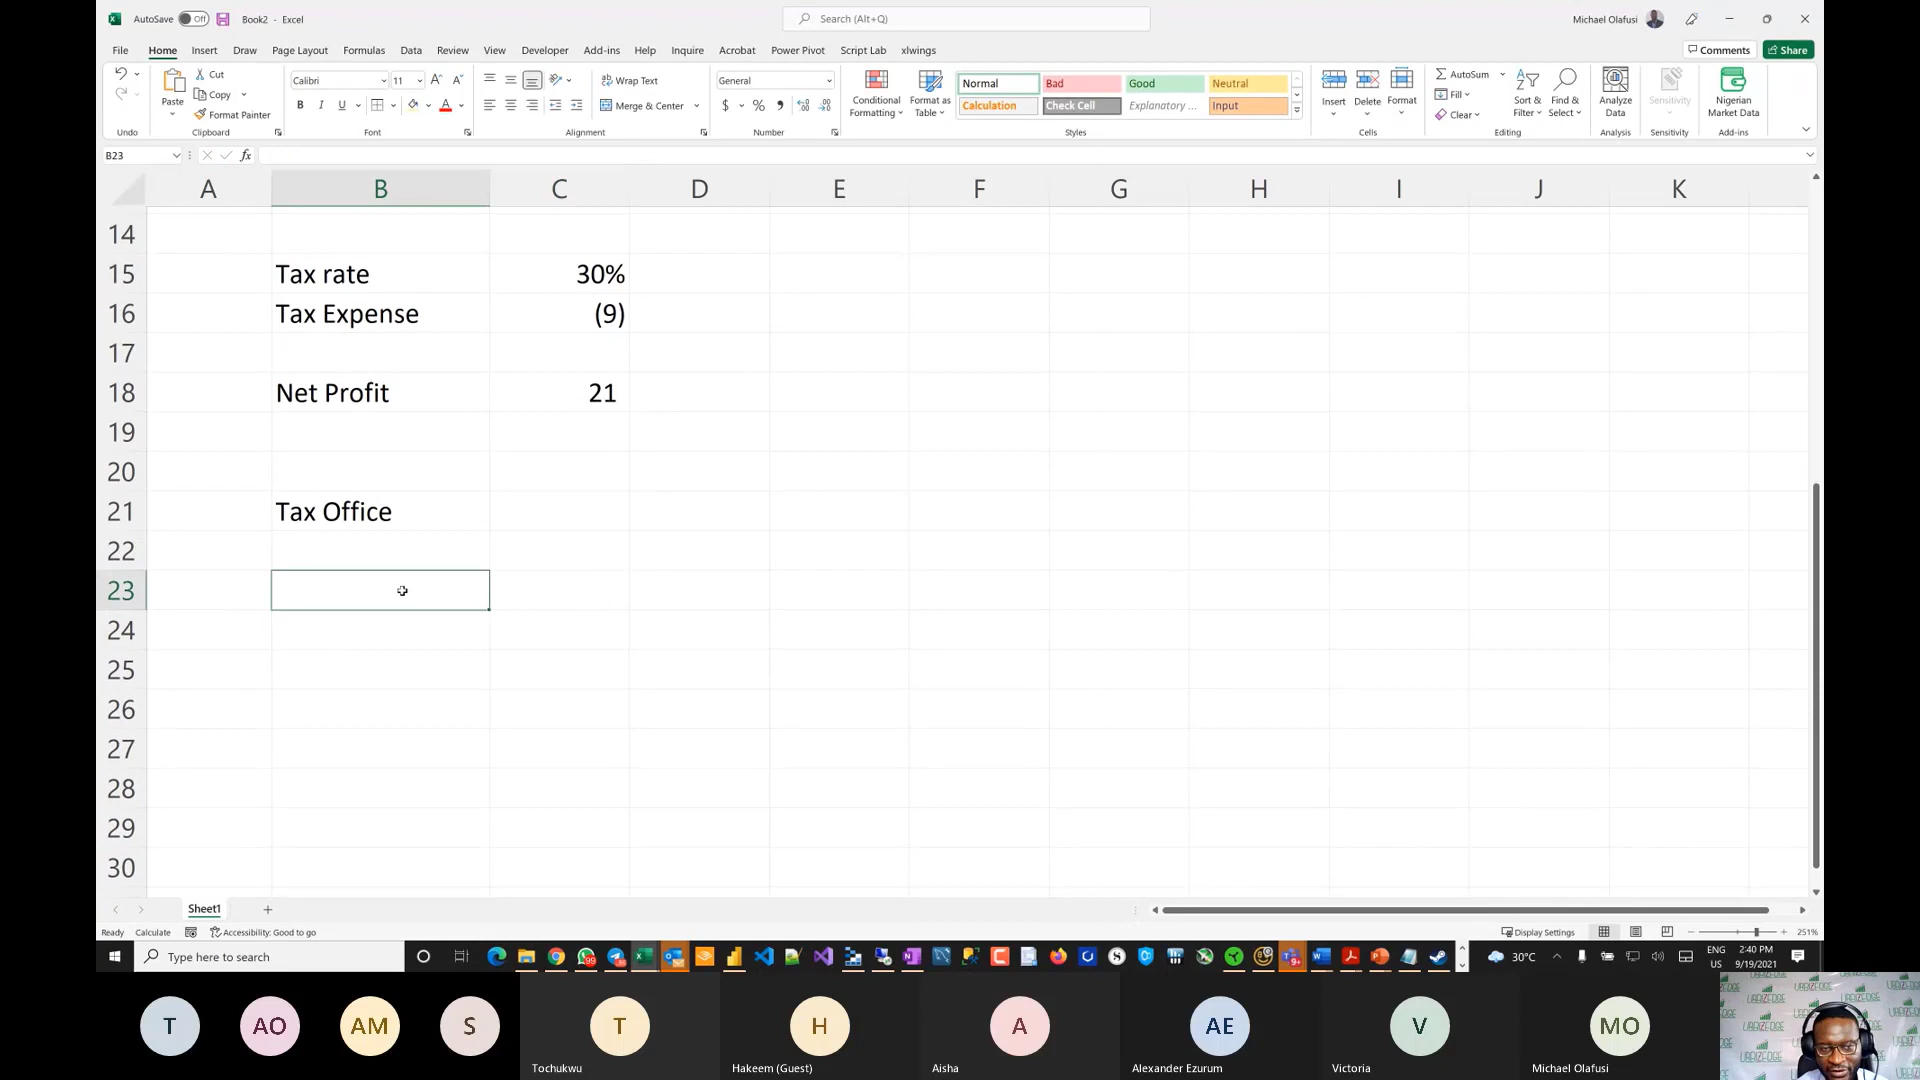 AutoSave Off Book2 - Excel Search (Alt+Q) Michael Olafusi
File Home Insert Draw Page Layout Formulas Data Review View Developer Add-ins Help Inquire Acrobat Power Pivot Script Lab xlwings Comments Share
Cut Calibri 11 Wrap Text General Normal Bad Good Neutral AutoSum
Paste Copy Conditional Formatting Format as Table Insert Delete Format Fill Sort & Filter Find & Select Analyze Data Sensitivity Nigerian Market Data
Format Painter B I U Merge & Center $ % Calculation Check Cell Explanatory ... Input Clear
Undo Clipboard Font Alignment Number Styles Cells Editing Analysis Sensitivity Add-ins
B23 fx
A B C D E F G H I J K
14
15 Tax rate 30%
16 Tax Expense (9)
17
18 Net Profit 21
19
20
21 Tax Office
22
23
24
25
26
27
28
29
30
Sheet1
Ready Calculate Accessibility: Good to go Display Settings 251%
Type here to search 30°C ENG US 2:40 PM 9/19/2021
T AO AM S T H A AE V MO
Tochukwu Hakeem (Guest) Aisha Alexander Ezurum Victoria Michael Olafusi
URBIZEDGE